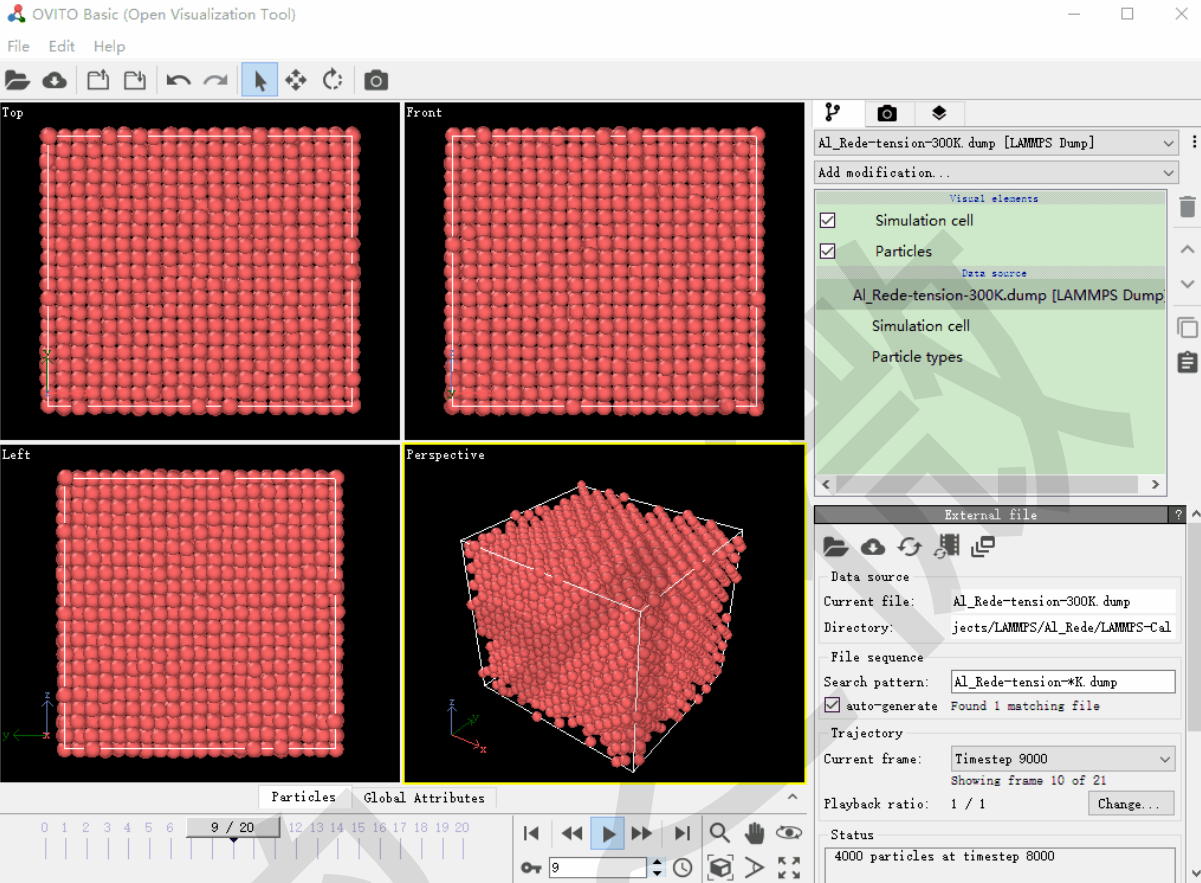 OVITO Basic (Open Visualization Tool)
File Edit Help
Top
Front
Left
Perspective
y
z
x
y
z
y
x
Particles
Global Attributes
0 1 2 3 4 5 6 9 / 20 12 13 14 15 16 17 18 19 20
9
Al_Rede-tension-300K.dump [LAMMPS Dump]
Add modification...
Visual elements
Simulation cell
Particles
Data source
Al_Rede-tension-300K.dump [LAMMPS Dump]
Simulation cell
Particle types
External file ?
Data source
Current file: Al_Rede-tension-300K.dump
Directory: jects/LAMMPS/Al_Rede/LAMMPS-Cal
File sequence
Search pattern: Al_Rede-tension-*K.dump
auto-generate Found 1 matching file
Trajectory
Current frame: Timestep 9000
Showing frame 10 of 21
Playback ratio: 1 / 1 Change...
Status
4000 particles at timestep 8000